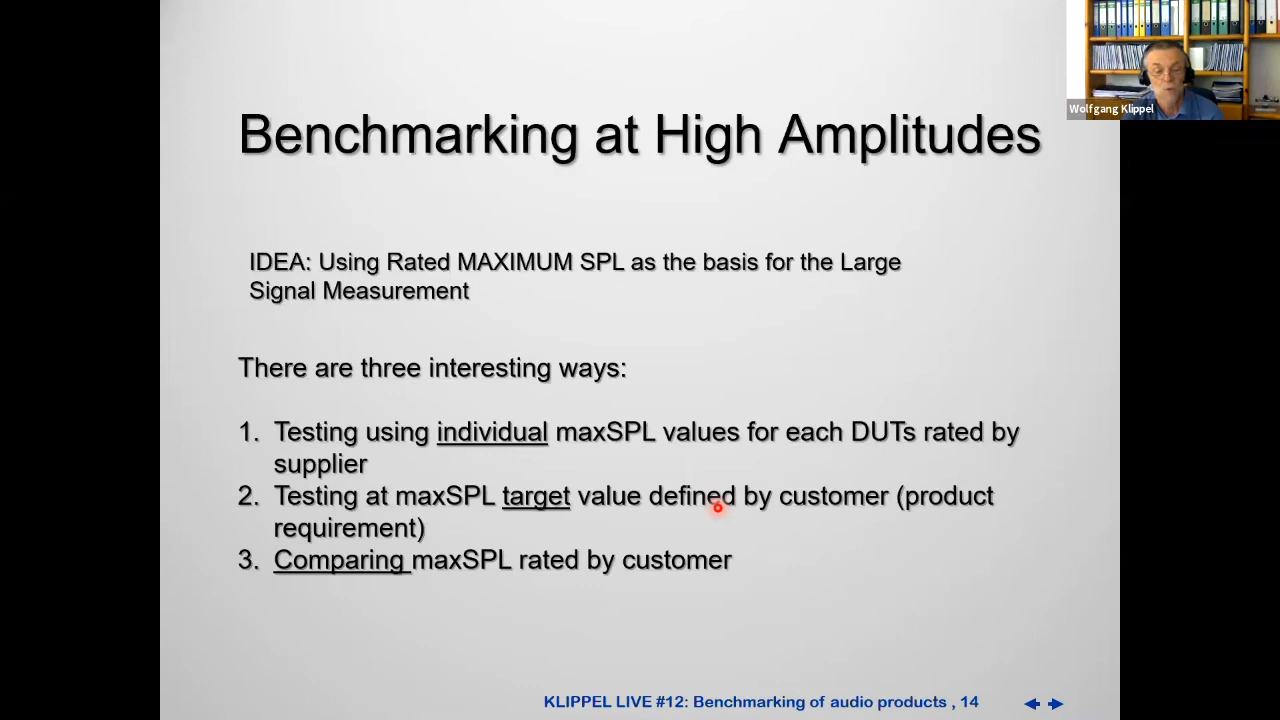 Wolfgang Klippel
Benchmarking at High Amplitudes
IDEA: Using Rated MAXIMUM SPL as the basis for the Large
Signal Measurement
There are three interesting ways:
1. Testing using individual maxSPL values for each DUTs rated by
supplier
2. Testing at maxSPL target value defined by customer (product
requirement)
3. Comparing maxSPL rated by customer
KLIPPEL LIVE #12: Benchmarking of audio products , 14